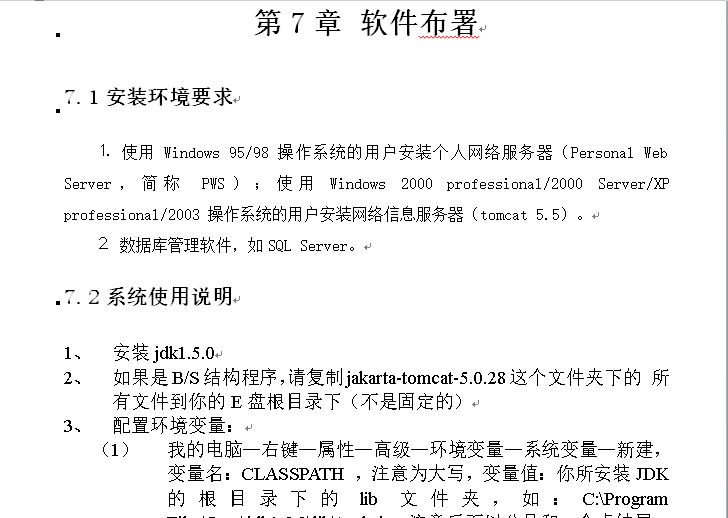 第 7 章 软件布署
7.1 安装环境要求
1. 使用 Windows 95/98 操作系统的用户安装个人网络服务器（Personal Web
Server，简称 PWS）；使用 Windows 2000 professional/2000 Server/XP
professional/2003 操作系统的用户安装网络信息服务器（tomcat 5.5）。
2 数据库管理软件，如 SQL Server。
7.2 系统使用说明
1、 安装 jdk1.5.0
2、 如果是 B/S 结构程序,请复制 jakarta-tomcat-5.0.28 这个文件夹下的 所
有文件到你的 E 盘根目录下（不是固定的）
3、 配置环境变量：
（1） 我的电脑—右键—属性—高级—环境变量—系统变量—新建，
变量名：CLASSPATH ，注意为大写，变量值：你所安装 JDK
的根目录下的 lib 文件夹，如：C:\Program